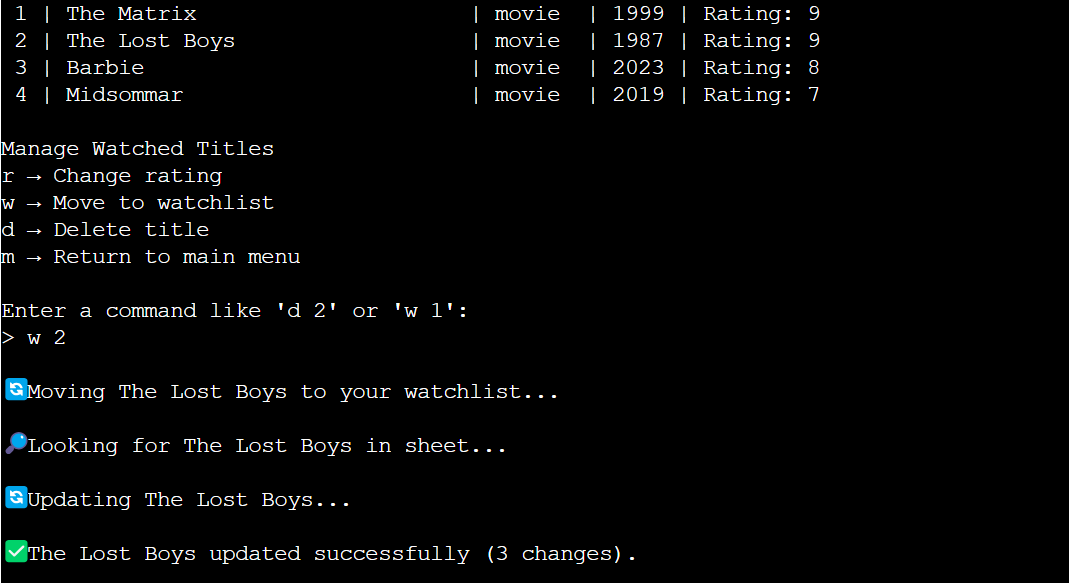 1 | The Matrix | movie | 1999 | Rating: 9
2 | The Lost Boys | movie | 1987 | Rating: 9
3 | Barbie | movie | 2023 | Rating: 8
4 | Midsommar | movie | 2019 | Rating: 7
Manage Watched Titles
r → Change rating
w → Move to watchlist
d → Delete title
m → Return to main menu
Enter a command like 'd 2' or 'w 1':
> w 2
🔄Moving The Lost Boys to your watchlist...
🔎Looking for The Lost Boys in sheet...
🔄Updating The Lost Boys...
✅The Lost Boys updated successfully (3 changes).